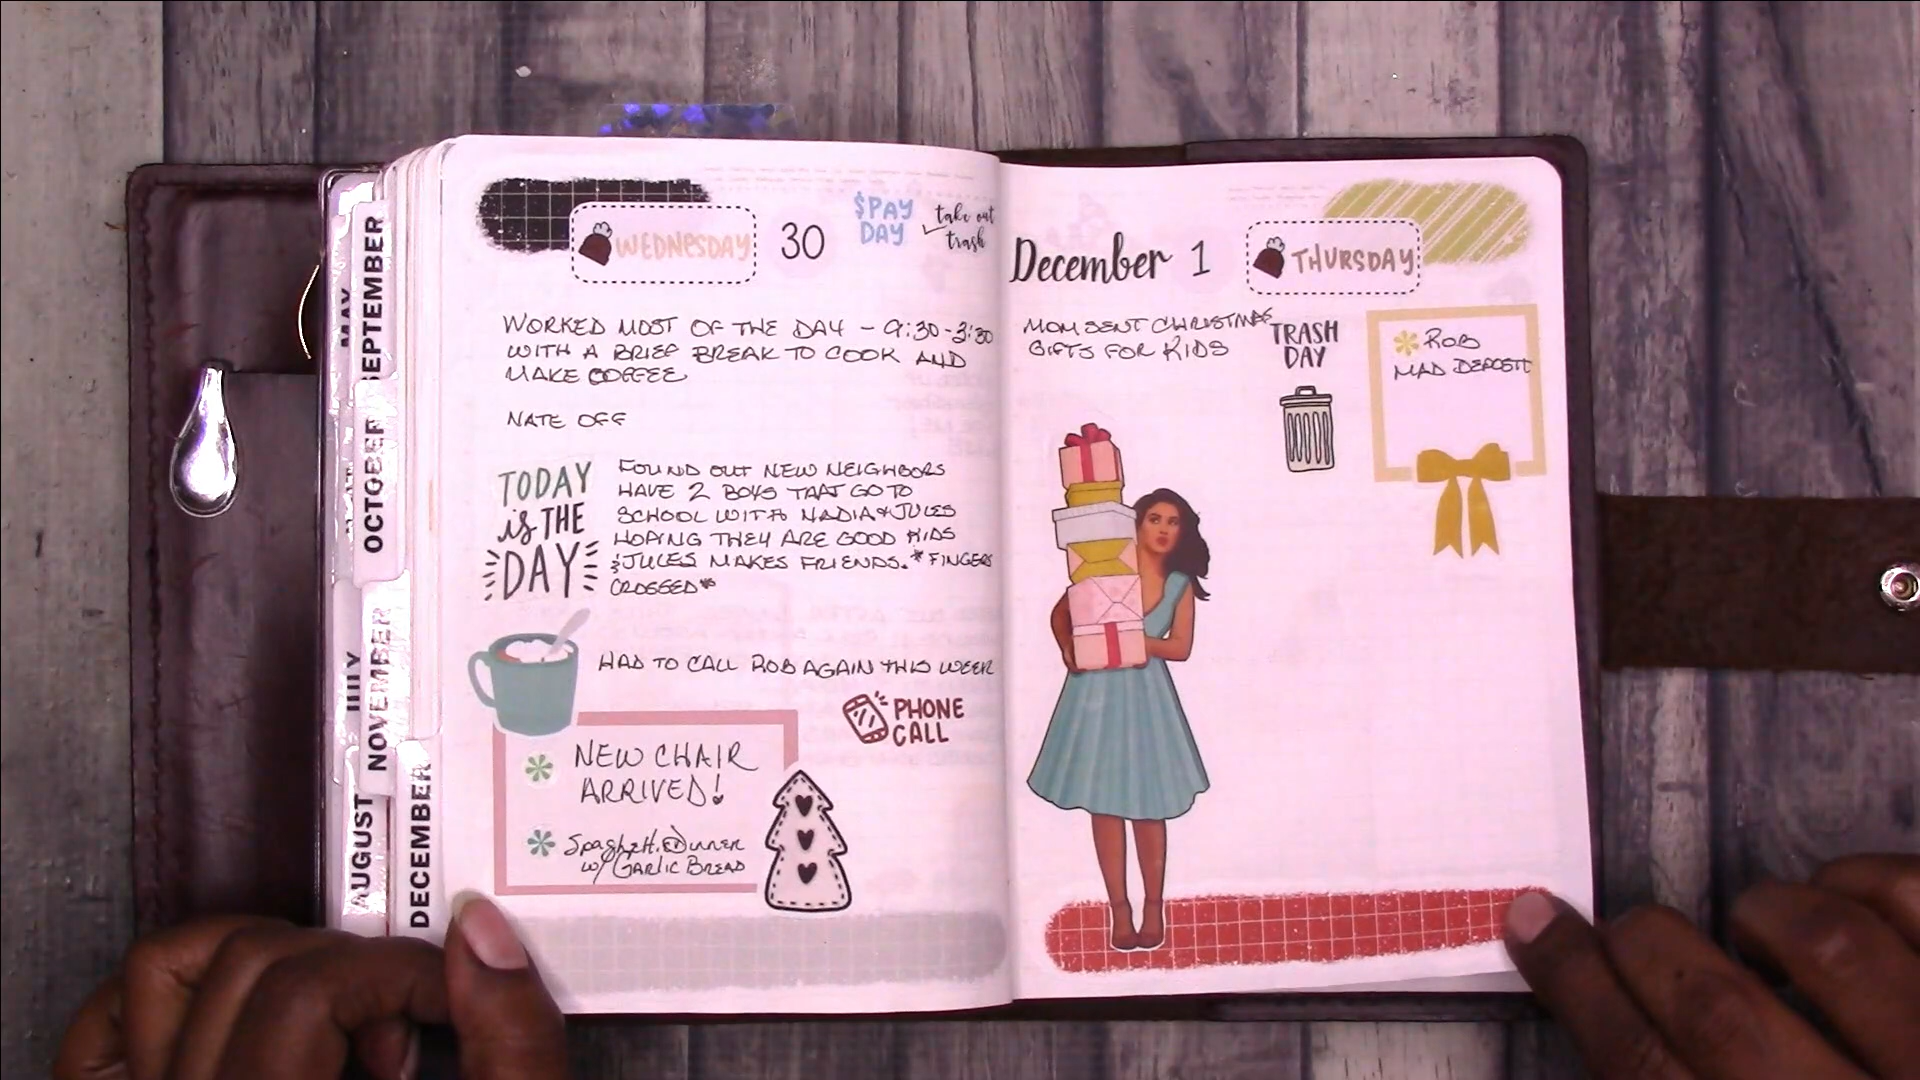 MAY
SEPTEMBER
OCTOBER
JULY
NOVEMBER
AUGUST
DECEMBER
WEDNESDAY
30
$PAY
DAY
take out
trash
WORKED MOST OF THE DAY - 9:30-3:30
WITH A BRIEF BREAK TO COOK AND
MAKE COFFEE
NATE OFF
TODAY
is THE
DAY
FOUND OUT NEW NEIGHBORS
HAVE 2 BOYS THAT GO TO
SCHOOL WITH NADIA & JULES
HOPING THEY ARE GOOD KIDS
& JULES MAKES FRIENDS. *FINGERS
CROSSED*
HAD TO CALL ROB AGAIN THIS WEEK
PHONE
CALL
NEW CHAIR
ARRIVED!
Spaghetti Dinner
w/ GARLIC BREAD
December 1
THURSDAY
MOM SENT CHRISTMAS
GIFTS FOR KIDS
TRASH
DAY
ROB
MAD DEPOSIT